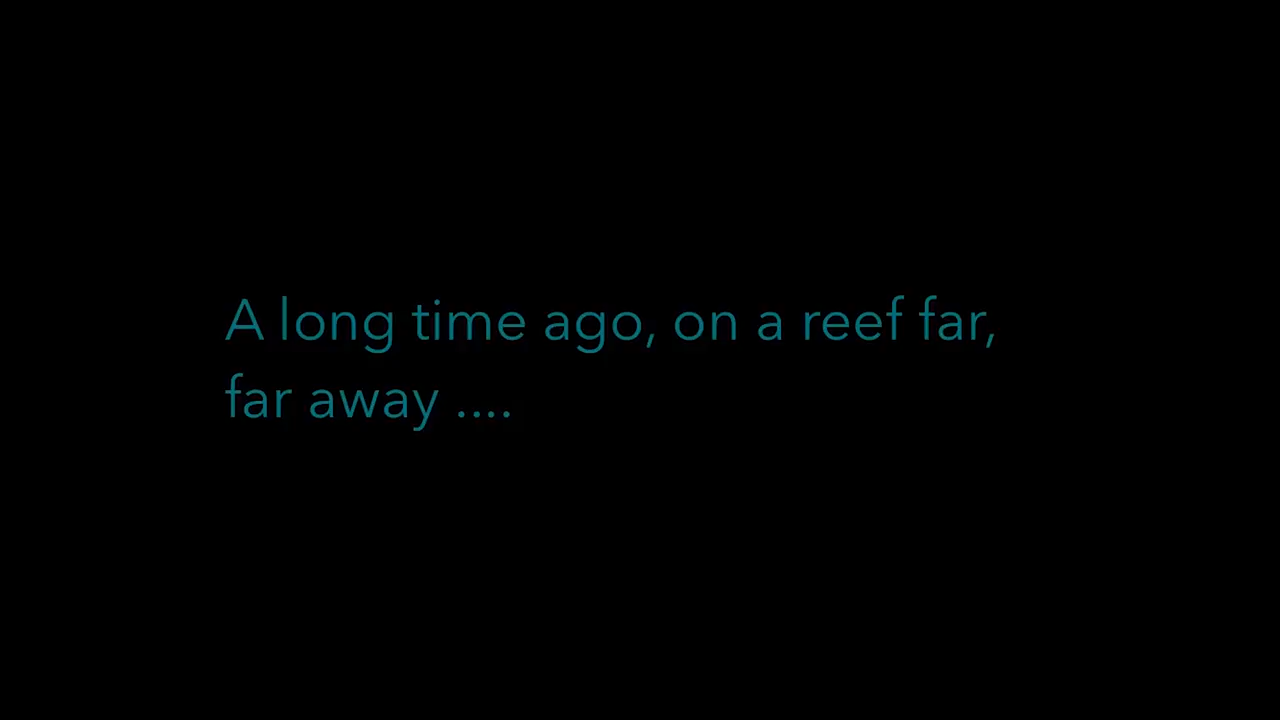 A long time ago, on a reef far,
far away ....